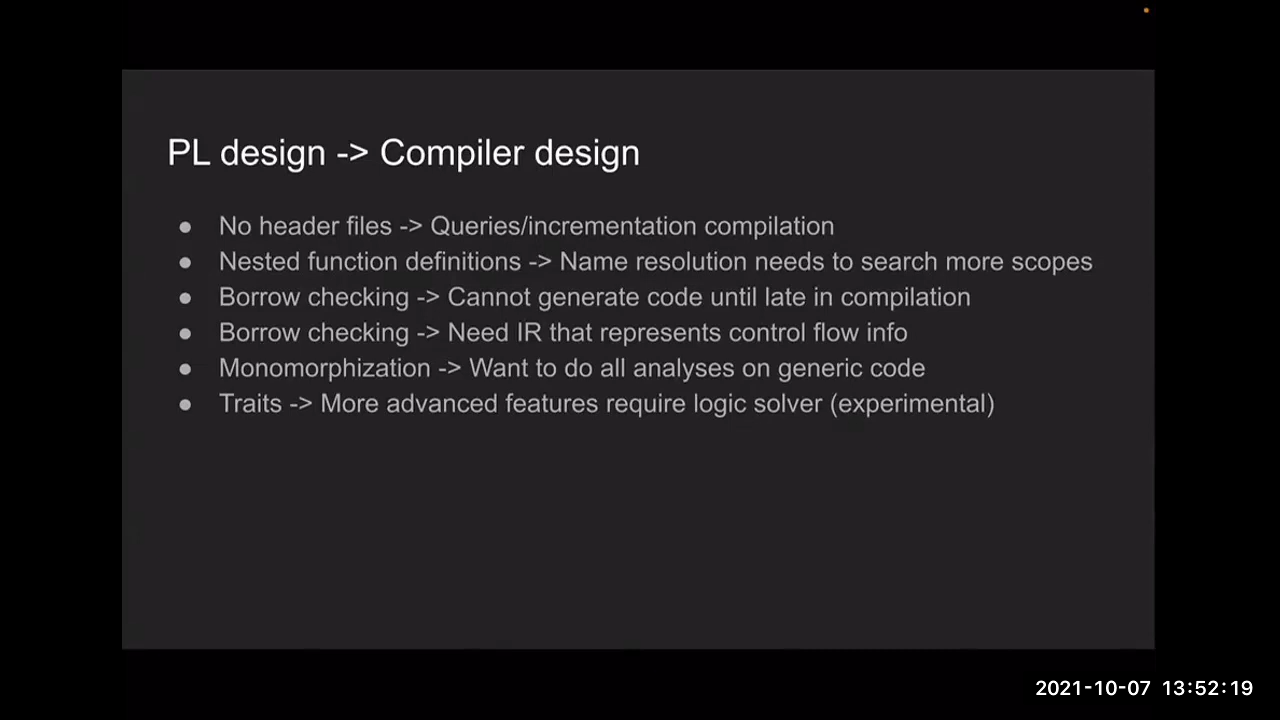 PL design -> Compiler design
● No header files -> Queries/incrementation compilation
● Nested function definitions -> Name resolution needs to search more scopes
● Borrow checking -> Cannot generate code until late in compilation
● Borrow checking -> Need IR that represents control flow info
● Monomorphization -> Want to do all analyses on generic code
● Traits -> More advanced features require logic solver (experimental)
2021-10-07 13:52:19